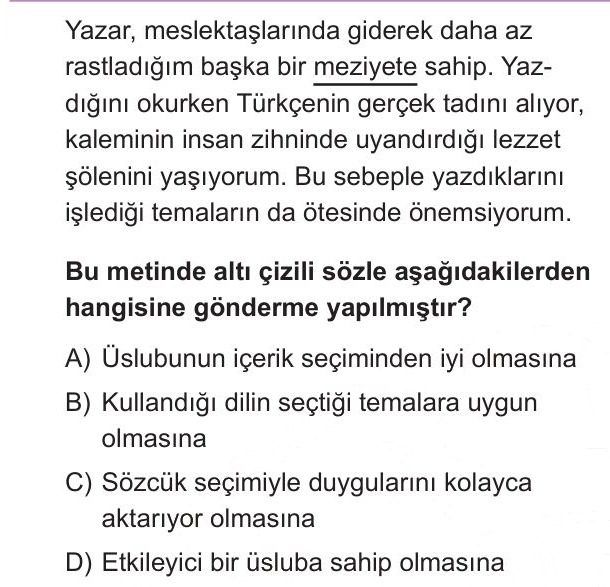 Yazar, meslektaşlarında giderek daha az
rastladığım başka bir meziyete sahip. Yaz-
dığını okurken Türkçenin gerçek tadını alıyor,
kaleminin insan zihninde uyandırdığı lezzet
şölenini yaşıyorum. Bu sebeple yazdıklarını
işlediği temaların da ötesinde önemsiyorum.
Bu metinde altı çizili sözle aşağıdakilerden
hangisine gönderme yapılmıştır?
A) Üslubunun içerik seçiminden iyi olmasına
B) Kullandığı dilin seçtiği temalara uygun
olmasına
C) Sözcük seçimiyle duygularını kolayca
aktarıyor olmasına
D) Etkileyici bir üsluba sahip olmasına